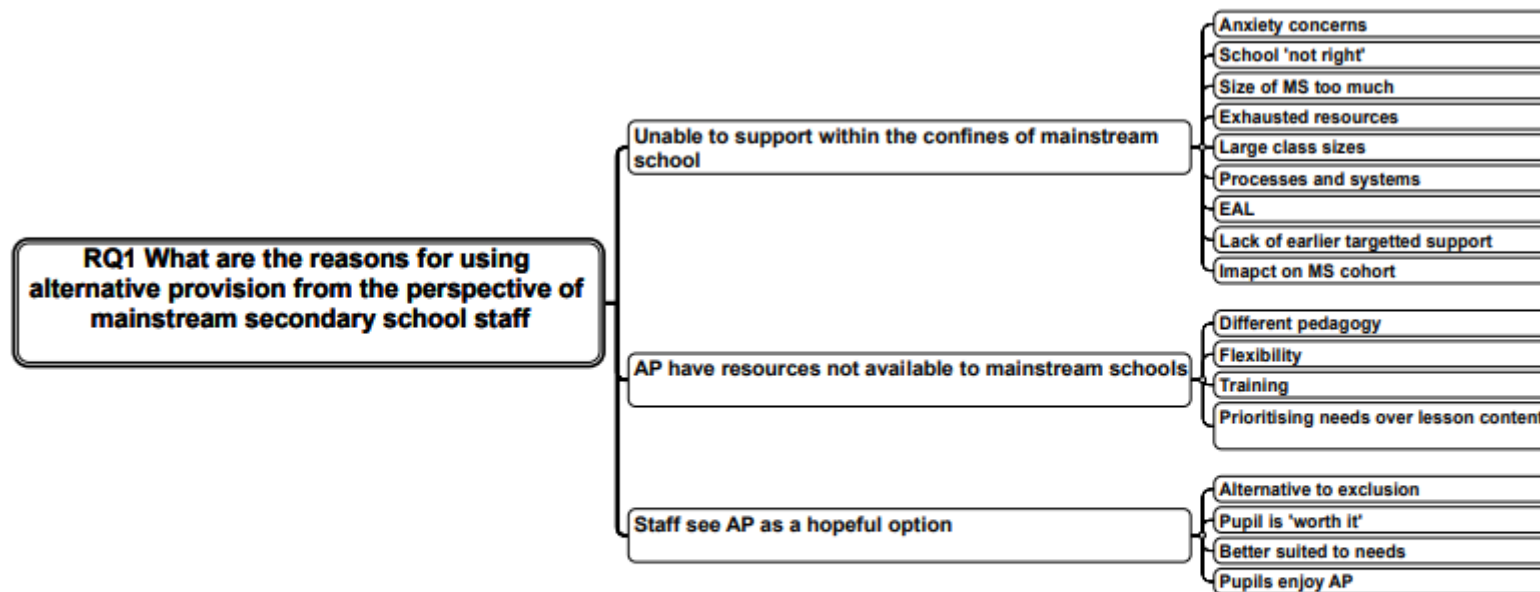 RQ1 What are the reasons for using
alternative provision from the perspective of
mainstream secondary school staff
Unable to support within the confines of mainstream
school
Anxiety concerns
School 'not right'
Size of MS too much
Exhausted resources
Large class sizes
Processes and systems
EAL
Lack of earlier targetted support
Imapct on MS cohort
AP have resources not available to mainstream schools
Different pedagogy
Flexibility
Training
Prioritising needs over lesson content
Staff see AP as a hopeful option
Alternative to exclusion
Pupil is 'worth it'
Better suited to needs
Pupils enjoy AP